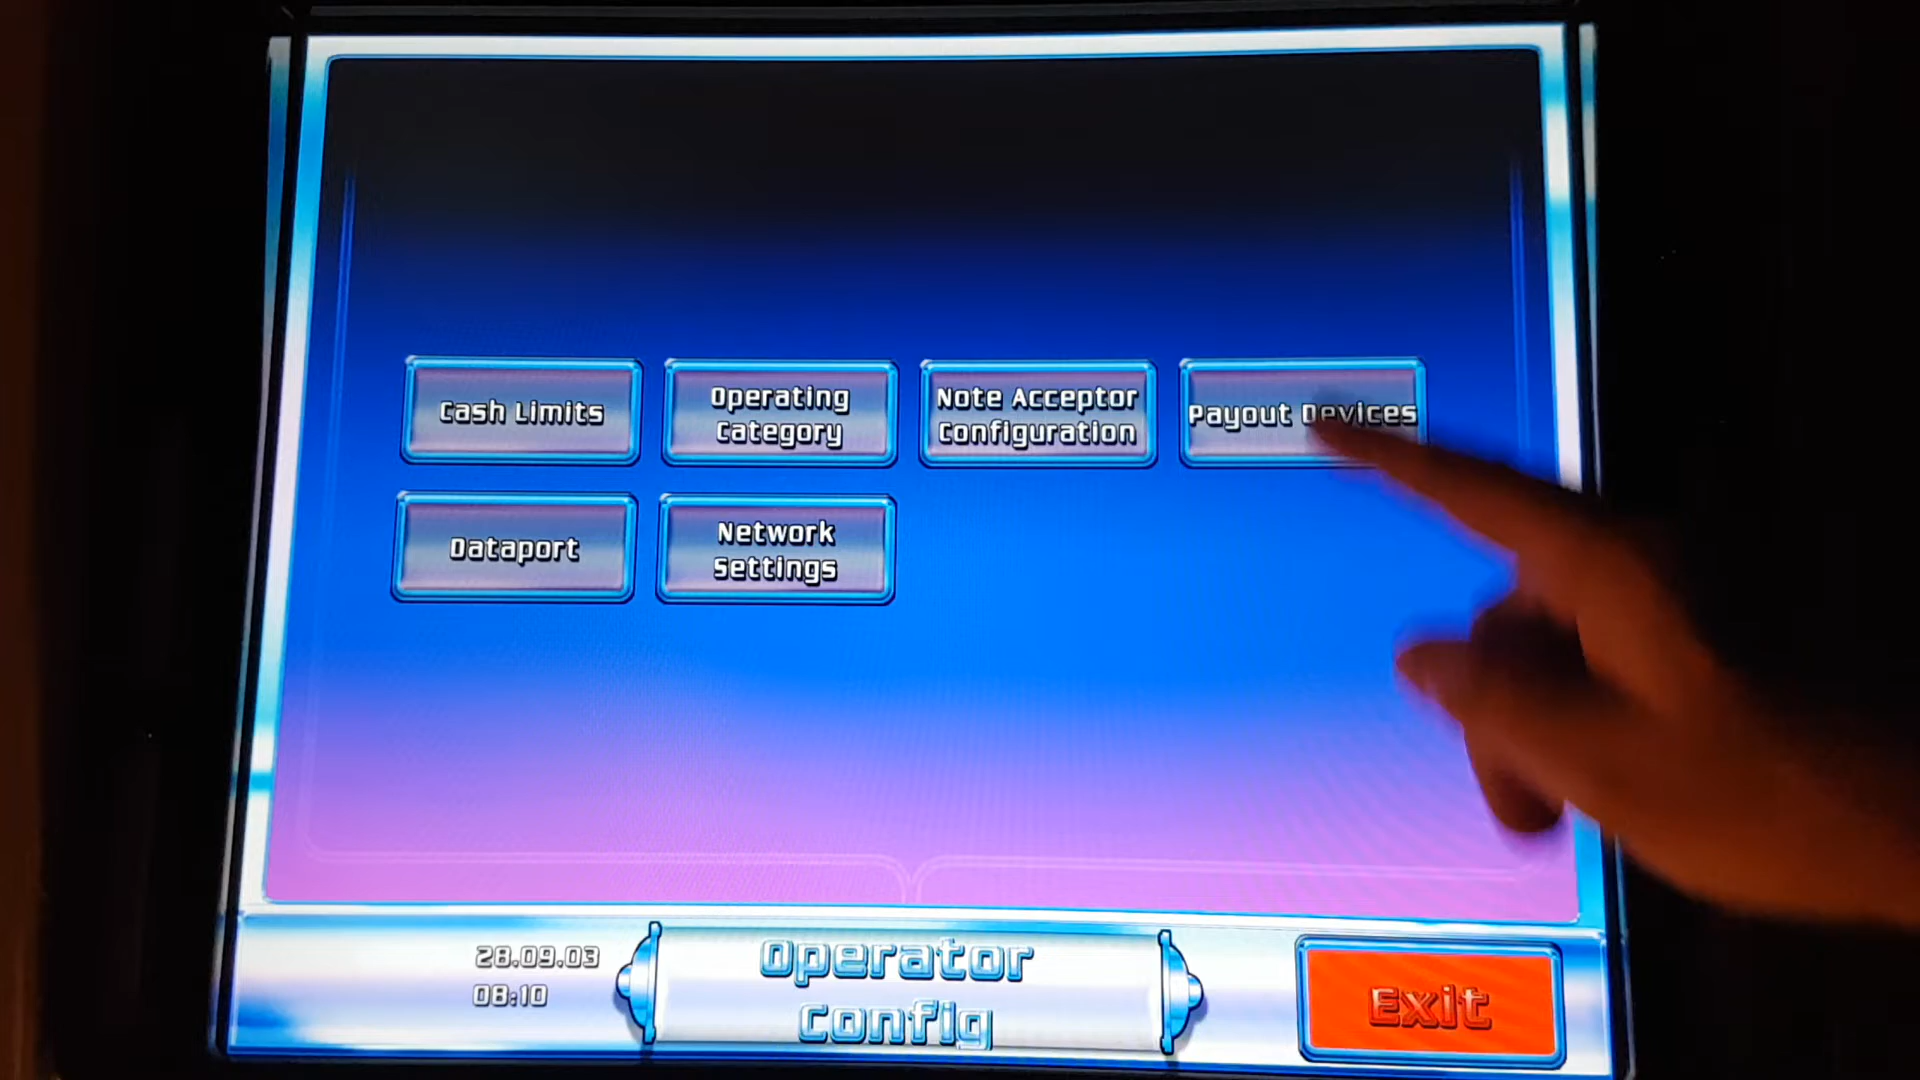 Cash Limits
Operating
Category
Note Acceptor
Configuration
Payout Devices
Dataport
Network
Settings
28.09.03
08:10
Operator
Config
Exit